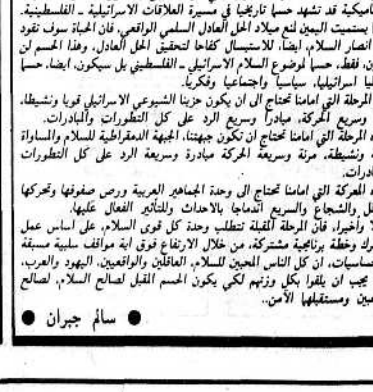 ـاميكية قد تشهد حسما تاريخيا في مسيرة العلاقات الاسرائيلية ـ الفلسطينية.
ا يستميت اليمين لمنع ميلاد الحل العادل السلمي الواقعي، فان الحياة سوف تقود
انصار السلام، ايضا، للاستبسال كفاحا لتحقيق الحل العادل، وهذا الحسم لن
ن، فقط، حسما لموضوع السلام الاسرائيلي ـ الفلسطيني بل سيكون، ايضا، حسما
ليا اسرائيليا، سياسيا واجتماعيا وفكريا.
المرحلة التي امامنا تحتاج الى ان يكون حزبنا الشيوعي الاسرائيلي قويا ونشيطا،
وسريع الحركة، مبادرا وسريع الرد على كل التطورات والمبادرات.
ه المرحلة التي امامنا تحتاج ان تكون جبهتنا، الجبهة الديمقراطية للسلام والمساواة
ة ونشيطة، مرنة وسريعة الحركة مبادرة وسريعة الرد على كل التطورات
ادرات.
ه المعركة التي امامنا تحتاج الى وحدة الجماهير العربية ورص صفوفها وتحركها
ل والشجاع والسريع اندماجا بالاحداث وللتأثير الفعال عليها.
لا واخيرا، فان المرحلة المقبلة تتطلب وحدة كل قوى السلام، على اساس عمل
رك وخطة برنامجية مشتركة، من خلال الارتفاع فوق اية مواقف سلبية مسبقة
حساسيات، ان كل الناس المحبين للسلام، العاقلين والواقعيين، اليهود والعرب،
يجب ان يلقوا بكل وزنهم لكي يكون الحسم المقبل لصالح السلام، لصالح
عبين ومستقبلهما الآمن..
● سالم جبران ●